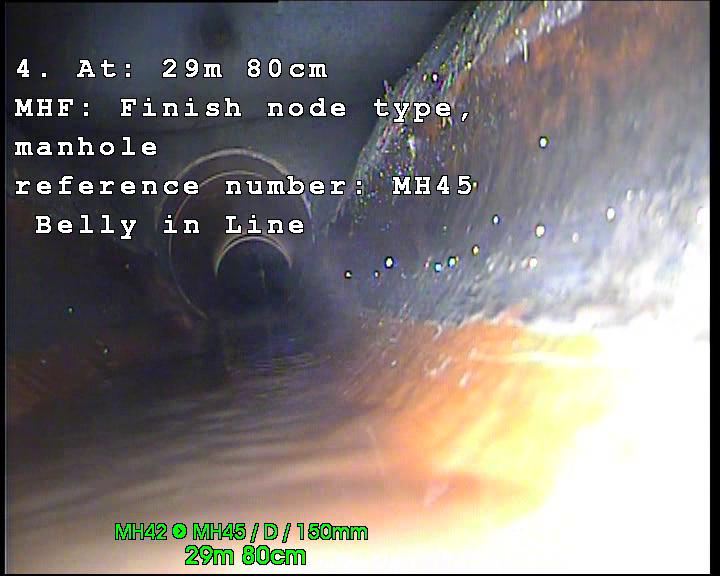 4. At: 29m 80cm
MHF: Finish node type,
manhole
reference number: MH45
Belly in Line
MH42 MH45 / D / 150mm
29m 80cm